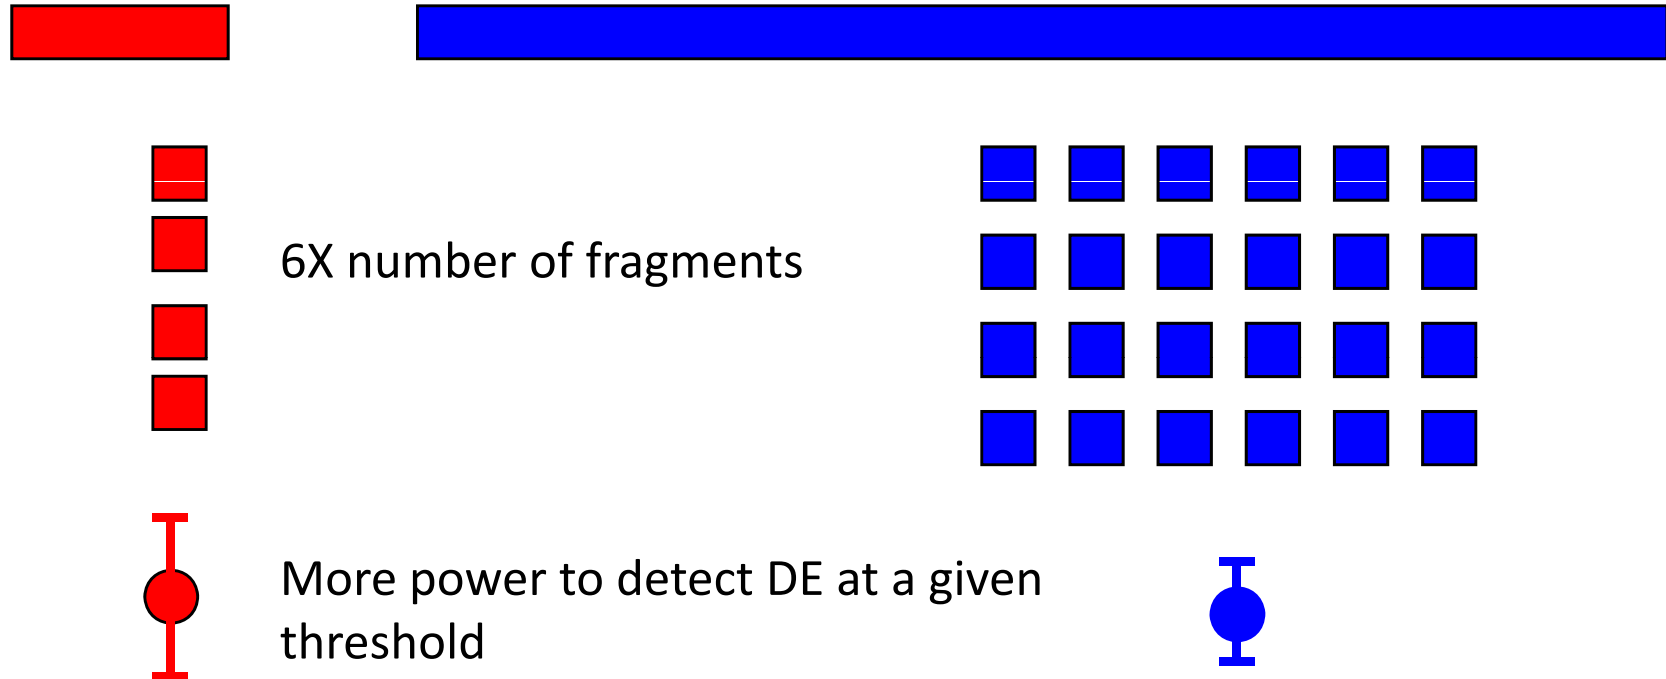 6X number of fragments
More power to detect DE at a given
threshold